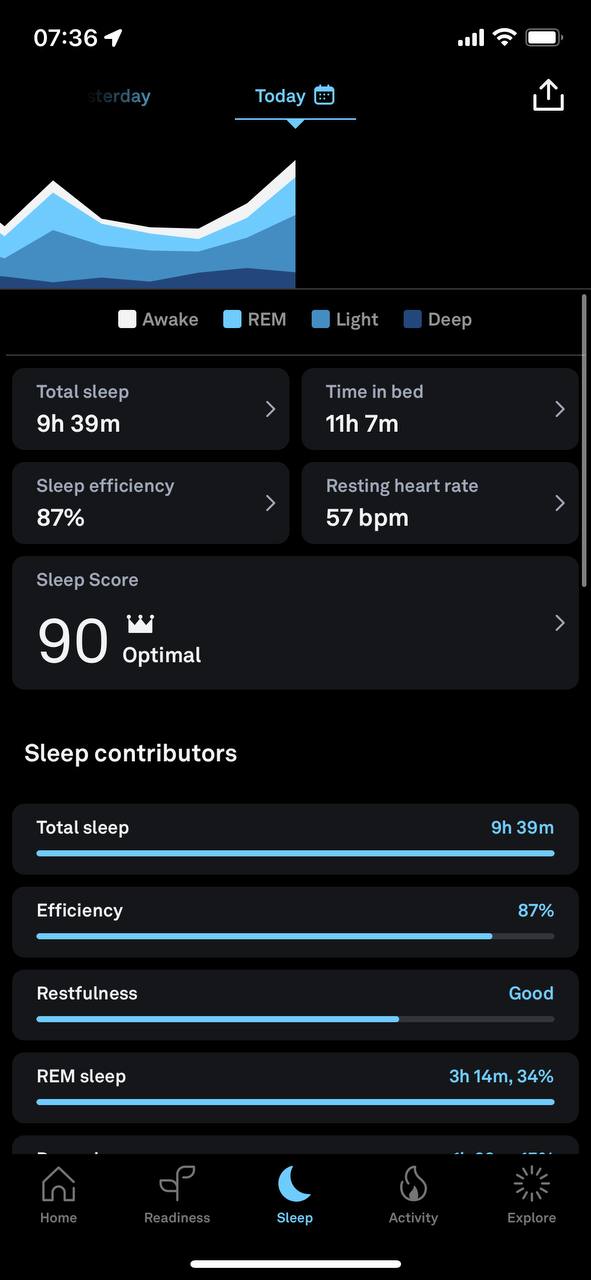 07:36
sterday
Today
Awake REM Light Deep
Total sleep
9h 39m
Time in bed
11h 7m
Sleep efficiency
87%
Resting heart rate
57 bpm
Sleep Score
90
Optimal
Sleep contributors
Total sleep 9h 39m
Efficiency 87%
Restfulness Good
REM sleep 3h 14m, 34%
Home Readiness Sleep Activity Explore